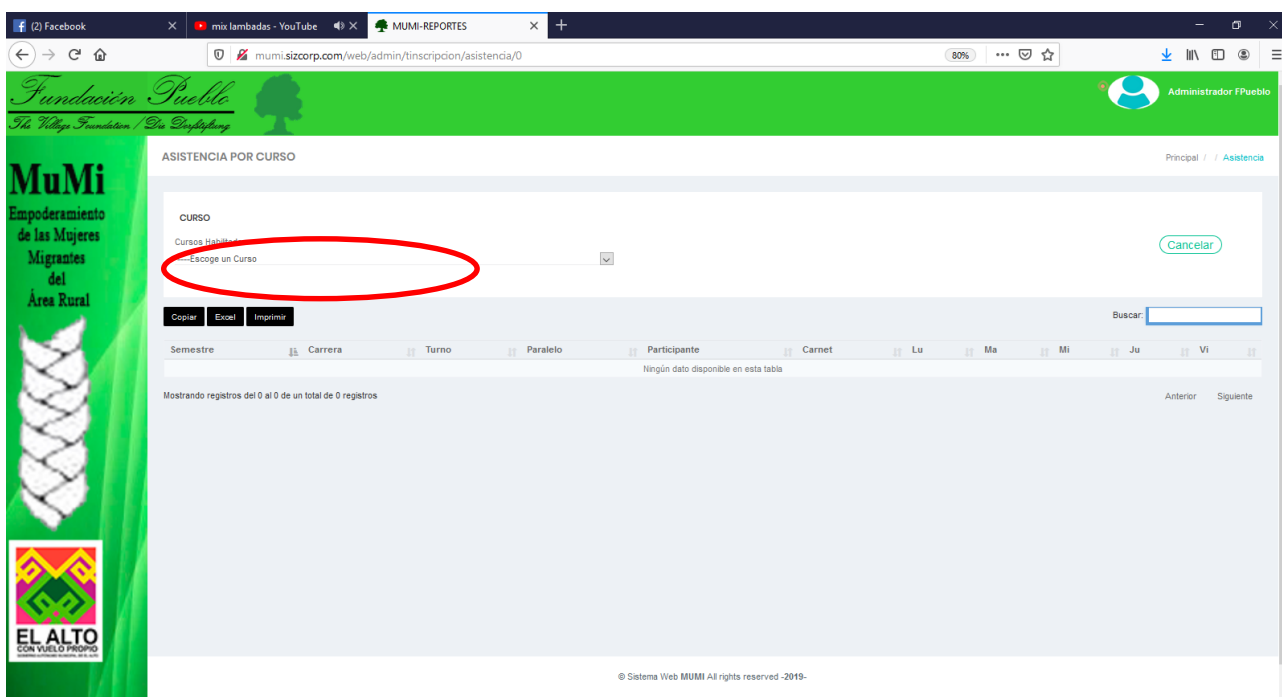 (2) Facebook
mix lambadas - YouTube
MUMI-REPORTES
mumi.sizcorp.com/web/admin/tinscripcion/asistencia/0
80%
Fundación Pueblo
The Village Foundation / Die Dorfstiftung
Administrador FPueblo
MuMi
Empoderamiento
de las Mujeres
Migrantes
del
Área Rural
EL ALTO
CON VUELO PROPIO
ASISTENCIA POR CURSO
Principal / / Asistencia
CURSO
Cursos
----Escoge un Curso
Cancelar
Copiar Excel Imprimir
Buscar:
Semestre Carrera Turno Paralelo Participante Carnet Lu Ma Mi Ju Vi
Ningún dato disponible en esta tabla
Mostrando registros del 0 al 0 de un total de 0 registros
Anterior Siguiente
© Sistema Web MUMI All rights reserved -2019-